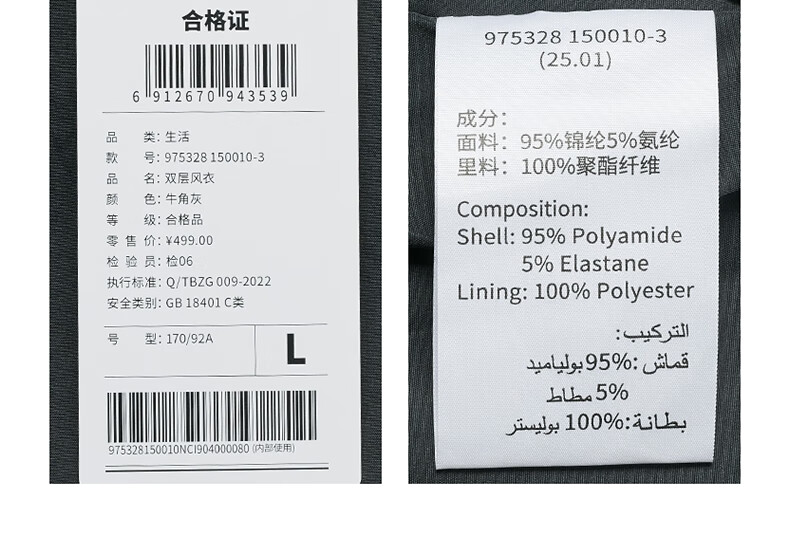 合格证
6 912670 943539
品 类: 生活
款 号: 975328 150010-3
品 名: 双层风衣
颜 色: 牛角灰
等 级: 合格品
零 售 价: ¥499.00
检 验 员: 检06
执行标准: Q/TBZG 009-2022
安全类别: GB 18401 C类
号 型: 170/92A
L
975328150010NCI904000080 (内部使用)
975328 150010-3
(25.01)
成分：
面料：95%锦纶5%氨纶
里料：100%聚酯纤维
Composition:
Shell: 95% Polyamide
5% Elastane
Lining: 100% Polyester
التركيب:
قماش: 95% بولياميد
5% مطاط
بطانة: 100% بوليستر